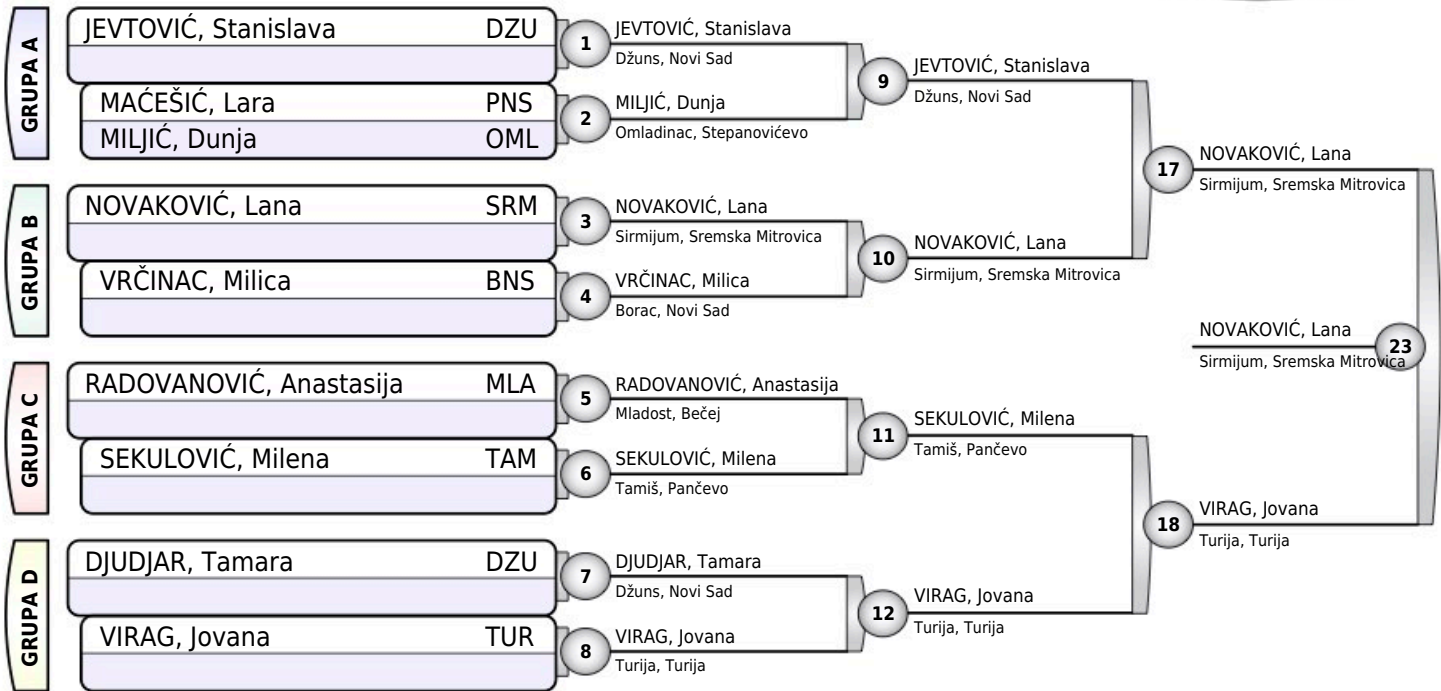 GRUPA A
JEVTOVIĆ, Stanislava DZU
MAĆEŠIĆ, Lara PNS
MILJIĆ, Dunja OML
GRUPA B
NOVAKOVIĆ, Lana SRM
VRČINAC, Milica BNS
GRUPA C
RADOVANOVIĆ, Anastasija MLA
SEKULOVIĆ, Milena TAM
GRUPA D
DJUDJAR, Tamara DZU
VIRAG, Jovana TUR
1
JEVTOVIĆ, Stanislava
Džuns, Novi Sad
2
MILJIĆ, Dunja
Omladinac, Stepanovićevo
3
NOVAKOVIĆ, Lana
Sirmijum, Sremska Mitrovica
4
VRČINAC, Milica
Borac, Novi Sad
5
RADOVANOVIĆ, Anastasija
Mladost, Bečej
6
SEKULOVIĆ, Milena
Tamiš, Pančevo
7
DJUDJAR, Tamara
Džuns, Novi Sad
8
VIRAG, Jovana
Turija, Turija
9
JEVTOVIĆ, Stanislava
Džuns, Novi Sad
10
NOVAKOVIĆ, Lana
Sirmijum, Sremska Mitrovica
11
SEKULOVIĆ, Milena
Tamiš, Pančevo
12
VIRAG, Jovana
Turija, Turija
17
NOVAKOVIĆ, Lana
Sirmijum, Sremska Mitrovica
18
VIRAG, Jovana
Turija, Turija
NOVAKOVIĆ, Lana
Sirmijum, Sremska Mitrovica
23